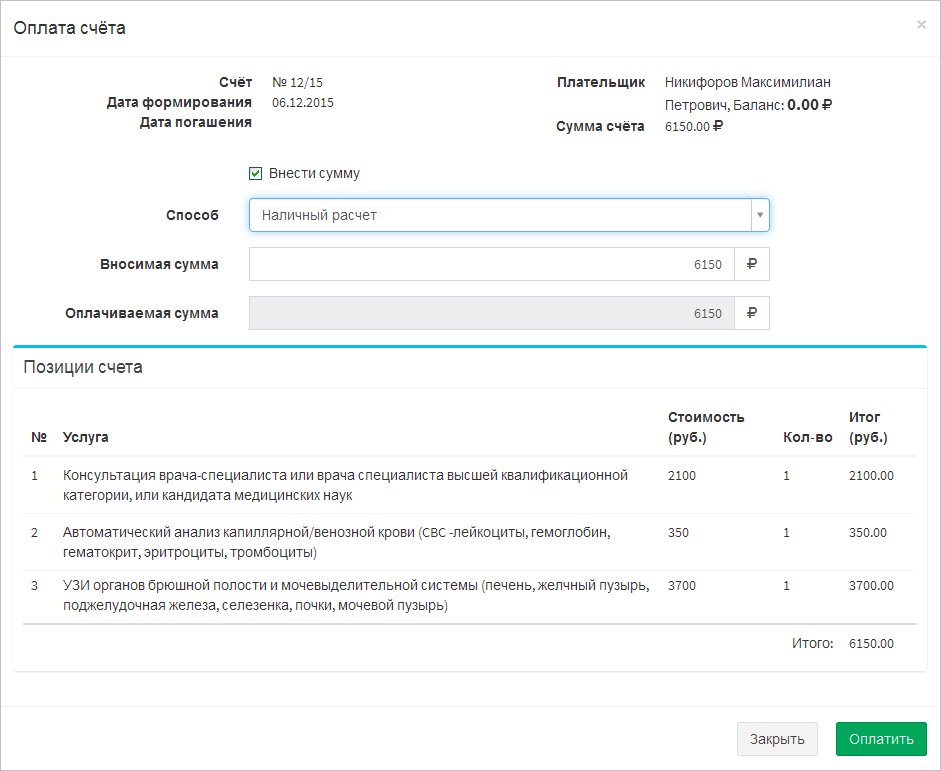 Оплата счёта ×
Счёт № 12/15
Дата формирования 06.12.2015
Дата погашения
Плательщик Никифоров Максимилиан
Петрович, Баланс: 0.00 ₽
Сумма счёта 6150.00 ₽
Внести сумму
Способ Наличный расчет
Вносимая сумма 6150 ₽
Оплачиваемая сумма 6150 ₽
Позиции счета
№ Услуга Стоимость (руб.) Кол-во Итог (руб.)
1 Консультация врача-специалиста или врача специалиста высшей квалификационной 2100 1 2100.00
категории, или кандидата медицинских наук
2 Автоматический анализ капиллярной/венозной крови (СВС -лейкоциты, гемоглобин, 350 1 350.00
гематокрит, эритроциты, тромбоциты)
3 УЗИ органов брюшной полости и мочевыделительной системы (печень, желчный пузырь, 3700 1 3700.00
поджелудочная железа, селезенка, почки, мочевой пузырь)
Итого: 6150.00
Закрыть Оплатить